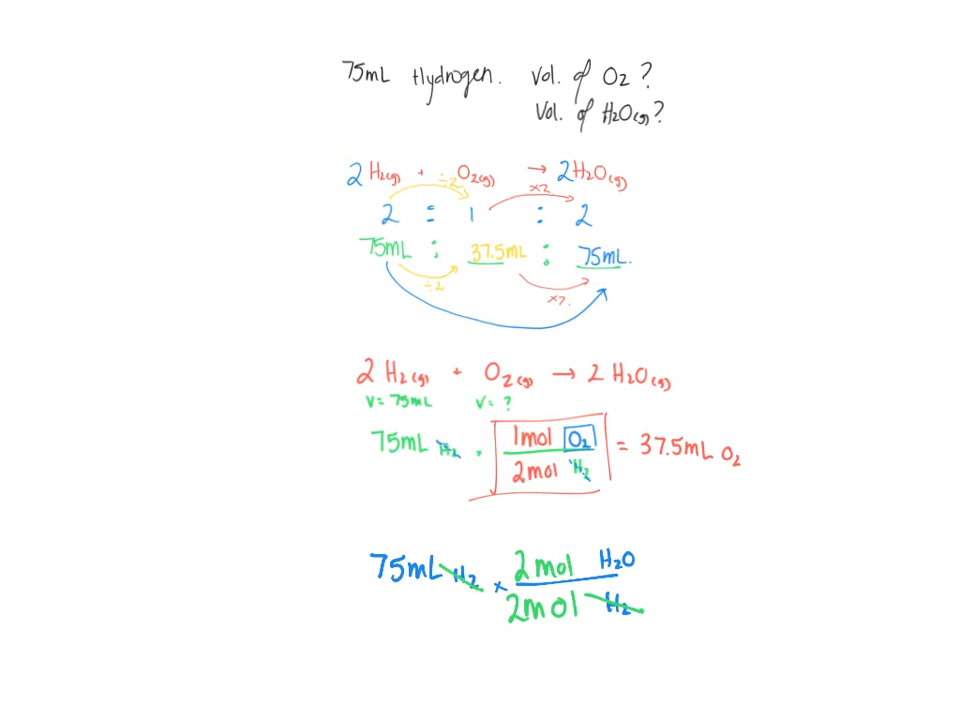 75mL Hydrogen. Vol. of O2 ?
Vol. of H2O(g) ?
2 H2(g) + O2(g) → 2 H2O(g)
÷2 ×2
2 : 1 : 2
75mL : 37.5mL : 75mL.
÷2 ×2.
2 H2(g) + O2(g) → 2 H2O(g)
V = 75mL V = ?
75mL H2 · 1mol O2 / 2mol H2 = 37.5mL O2
75mL H2 × 2mol H2O / 2mol H2